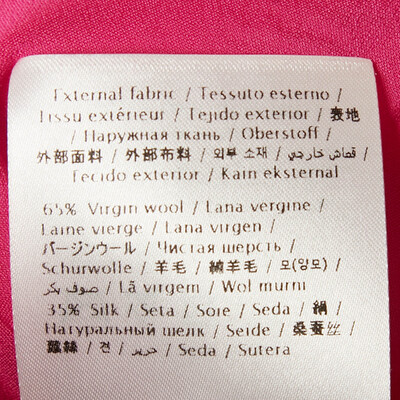 External fabric / Tessuto esterno /
Tissu extérieur / Tejido exterior / 表地
/ Наружная ткань / Oberstoff /
外部面料 / 外部布料 / 외부 소재 / قماش خارجي /
Tecido exterior / Kain eksternal
65% Virgin wool / Lana vergine /
Laine vierge / Lana virgen /
バージンウール / Чистая шерсть /
Schurwolle / 羊毛 / 綿羊毛 / 모(양모) /
صوف بكر / Lã virgem / Wol murni
/ 35% Silk / Seta / Soie / Seda / 絹 /
Натуральный шелк / Seide / 桑蚕丝
/ 蠶絲 / 견 / حرير / Seda / Sutera